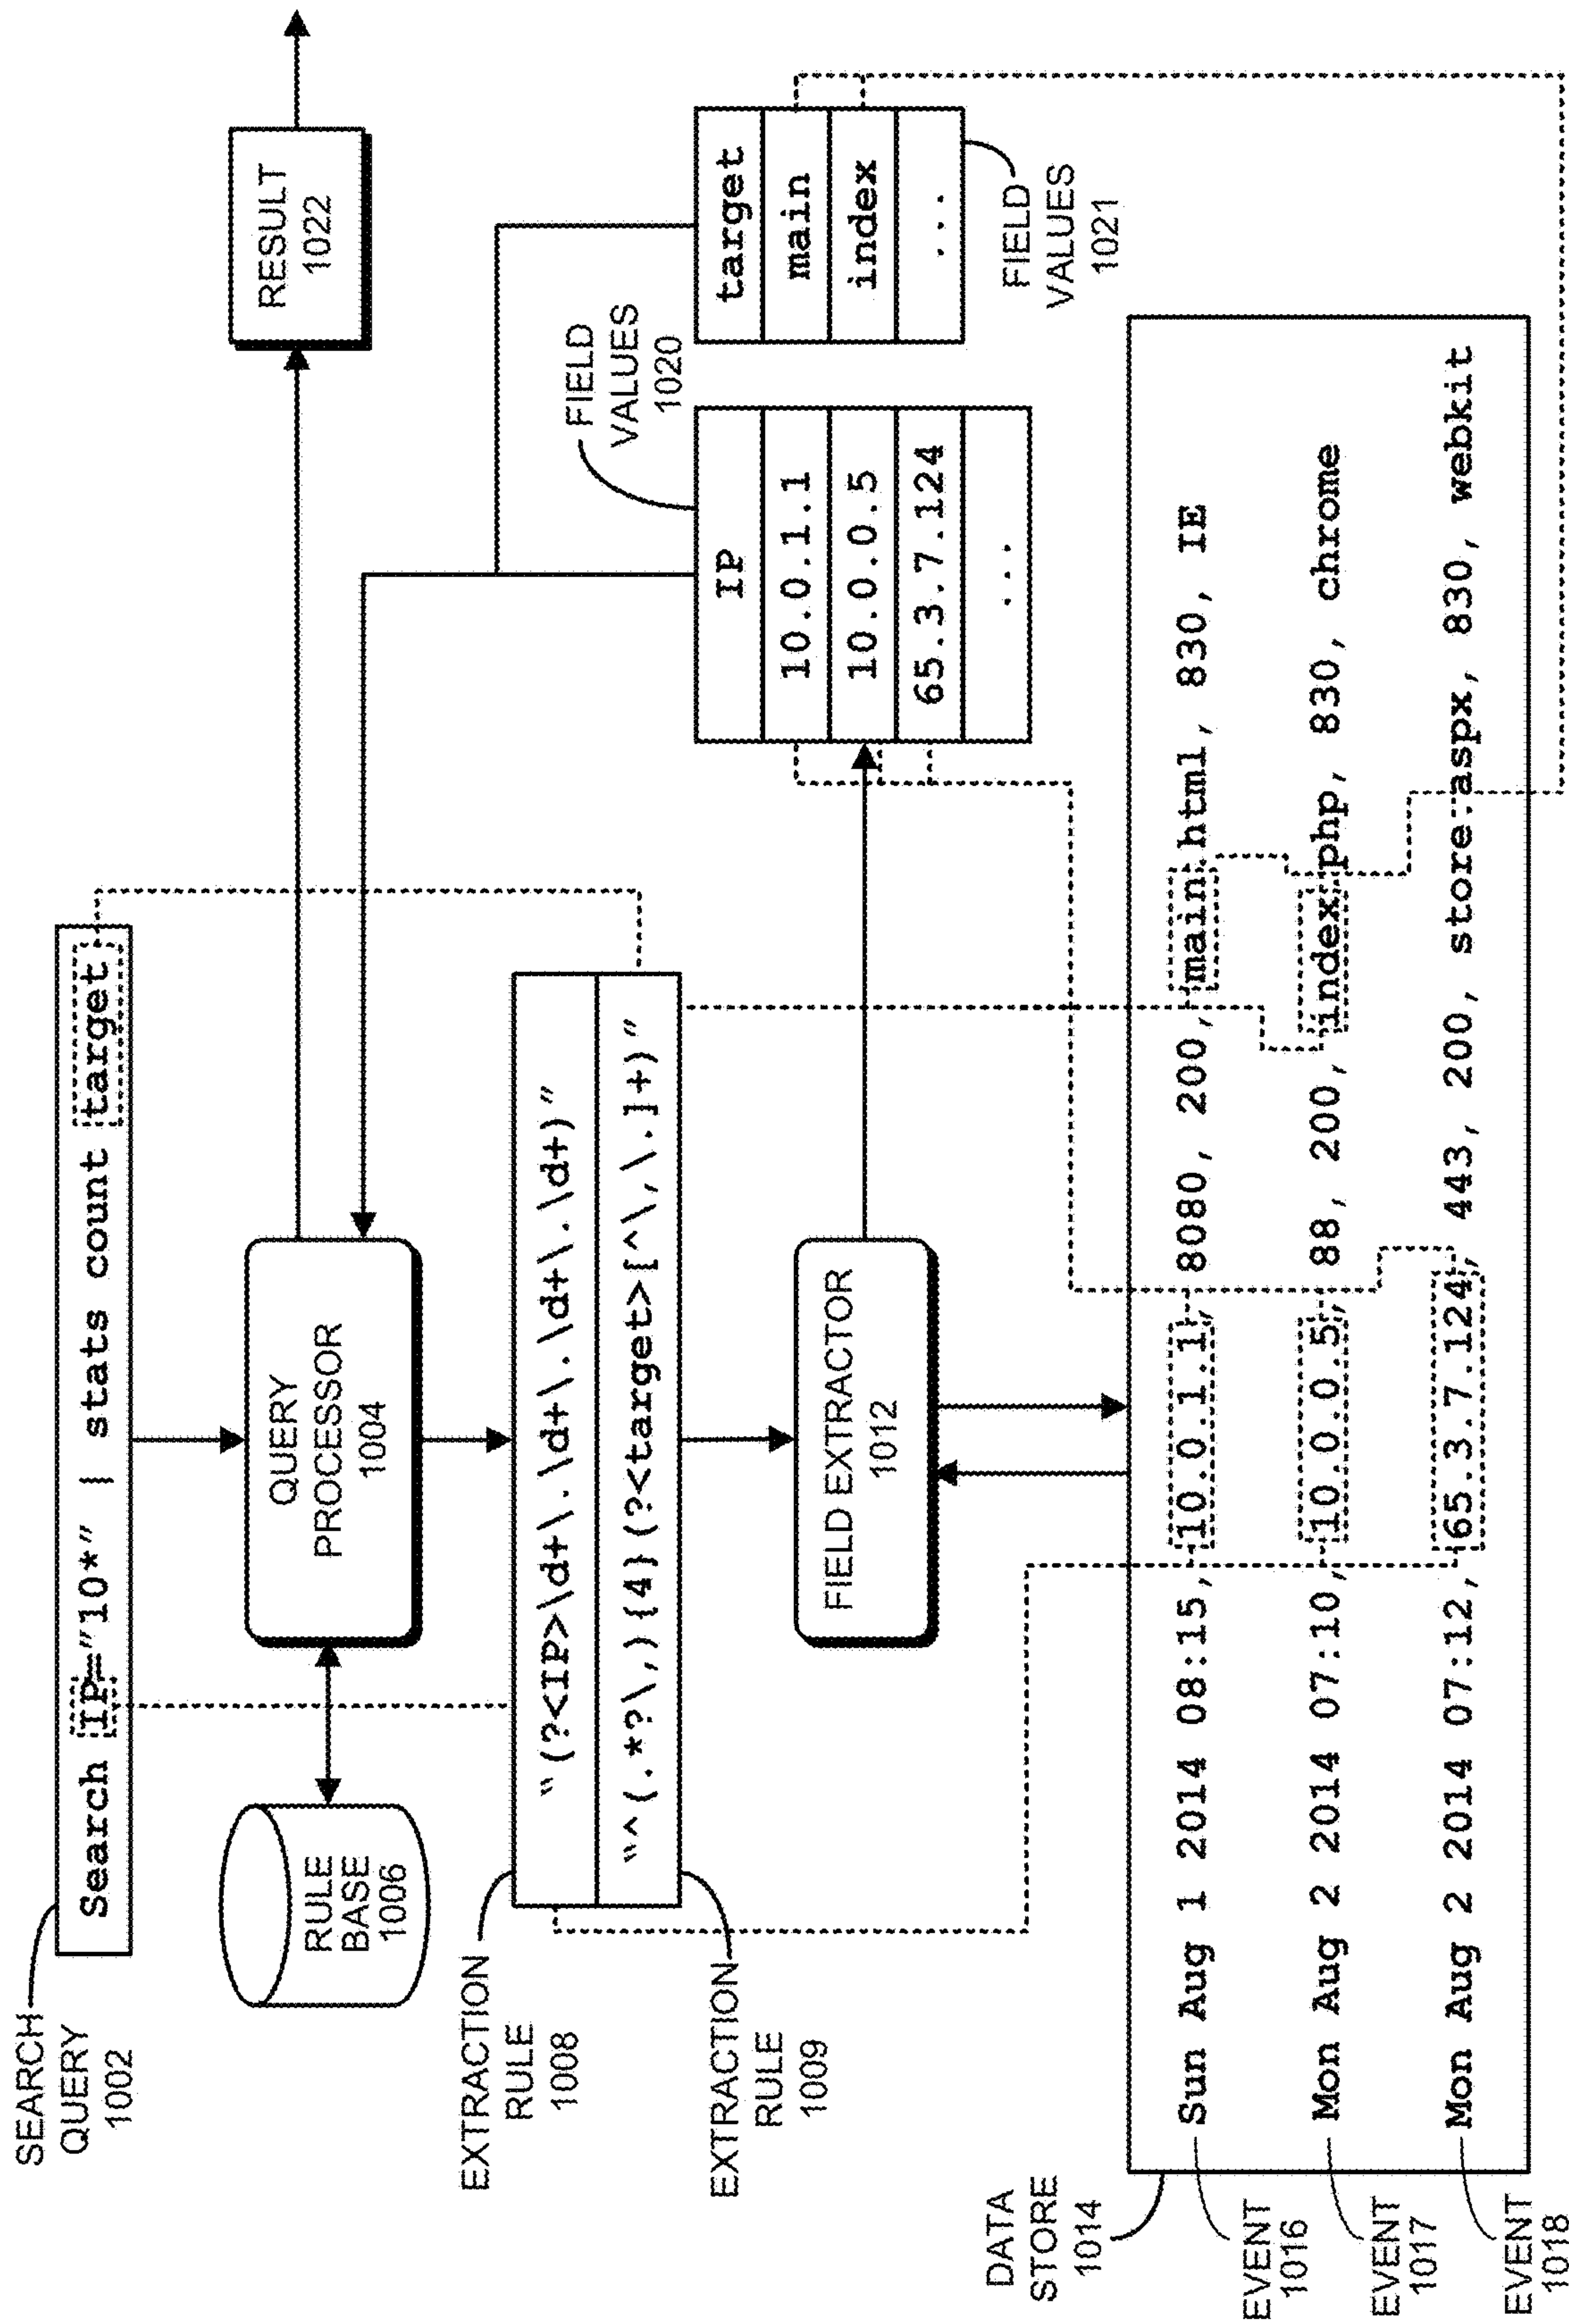 SEARCH
QUERY
1002
Search IP="10*" | stats count target
RULE
BASE
1006
QUERY
PROCESSOR
1004
RESULT
1022
EXTRACTION
RULE
1008
"(?<IP>\d+\.\d+\.\d+\.\d+)"
"^(.*?\,){4}(?<target>[^\,\.]+)"
EXTRACTION
RULE
1009
FIELD EXTRACTOR
1012
FIELD
VALUES
1020
IP
10.0.1.1
10.0.0.5
65.3.7.124
...
target
main
index
...
FIELD
VALUES
1021
DATA
STORE
1014
EVENT
1016
Sun Aug 1 2014 08:15, 10.0.1.1, 8080, 200, main html, 830, IE
EVENT
1017
Mon Aug 2 2014 07:10, 10.0.0.5, 88, 200, index php, 830, chrome
EVENT
1018
Mon Aug 2 2014 07:12, 65.3.7.124, 443, 200, store.aspx, 830, webkit